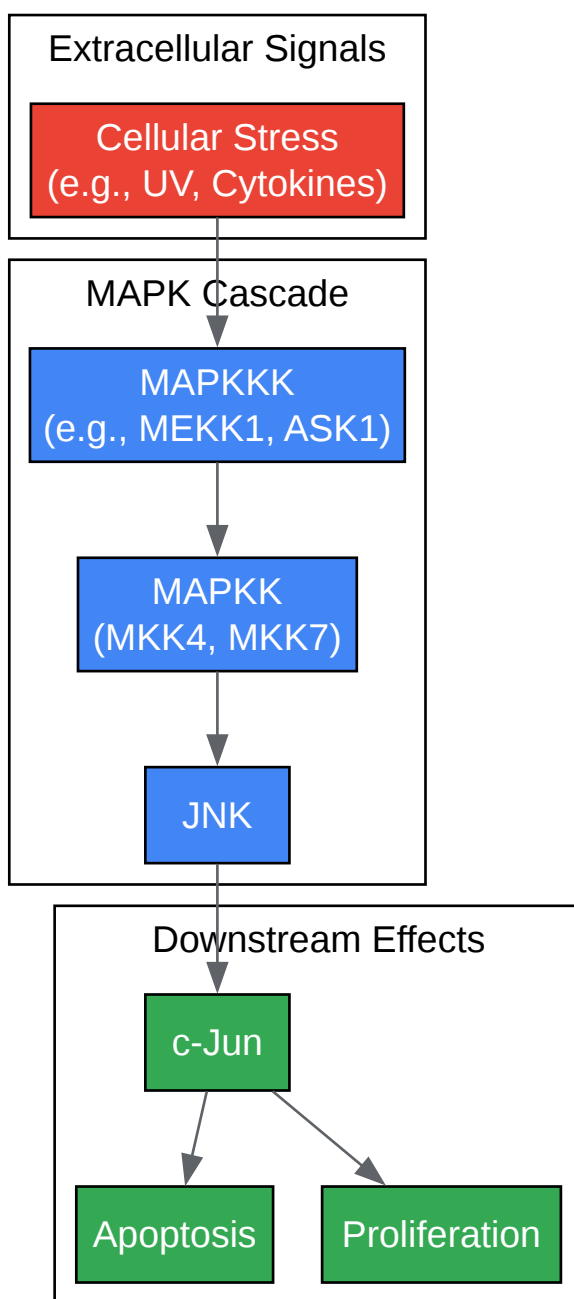 Extracellular Signals
Cellular Stress
(e.g., UV, Cytokines)
MAPK Cascade
MAPKKK
(e.g., MEKK1, ASK1)
MAPKK
(MKK4, MKK7)
JNK
Downstream Effects
c-Jun
Apoptosis
Proliferation